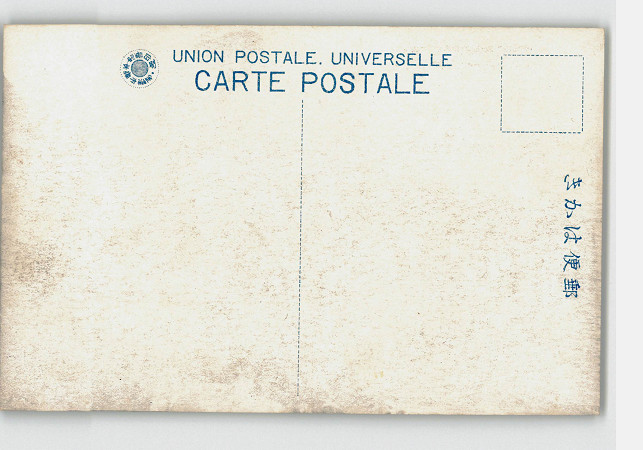 UNION POSTALE. UNIVERSELLE
CARTE POSTALE
きかは便郵